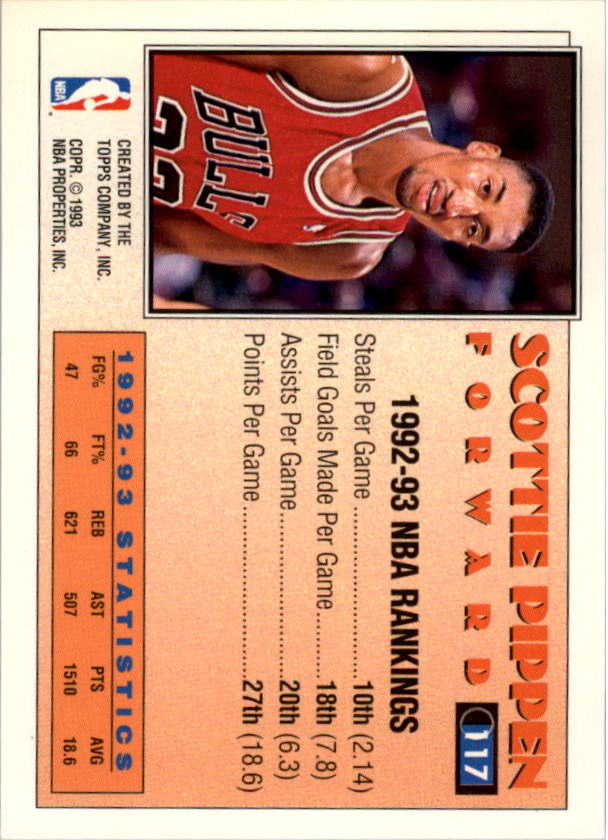 SCOTTIE PIPPEN
FORWARD
117
1992-93 NBA RANKINGS
Steals Per Game ........................ 10th (2.14)
Field Goals Made Per Game....... 18th (7.8)
Assists Per Game....................... 20th (6.3)
Points Per Game........................ 27th (18.6)
BULLS
33
NBA
CREATED BY THE
TOPPS COMPANY, INC.
COPR. © 1993
NBA PROPERTIES, INC.
1992-93 STATISTICS
FG% FT% REB AST PTS AVG
47 66 621 507 1510 18.6